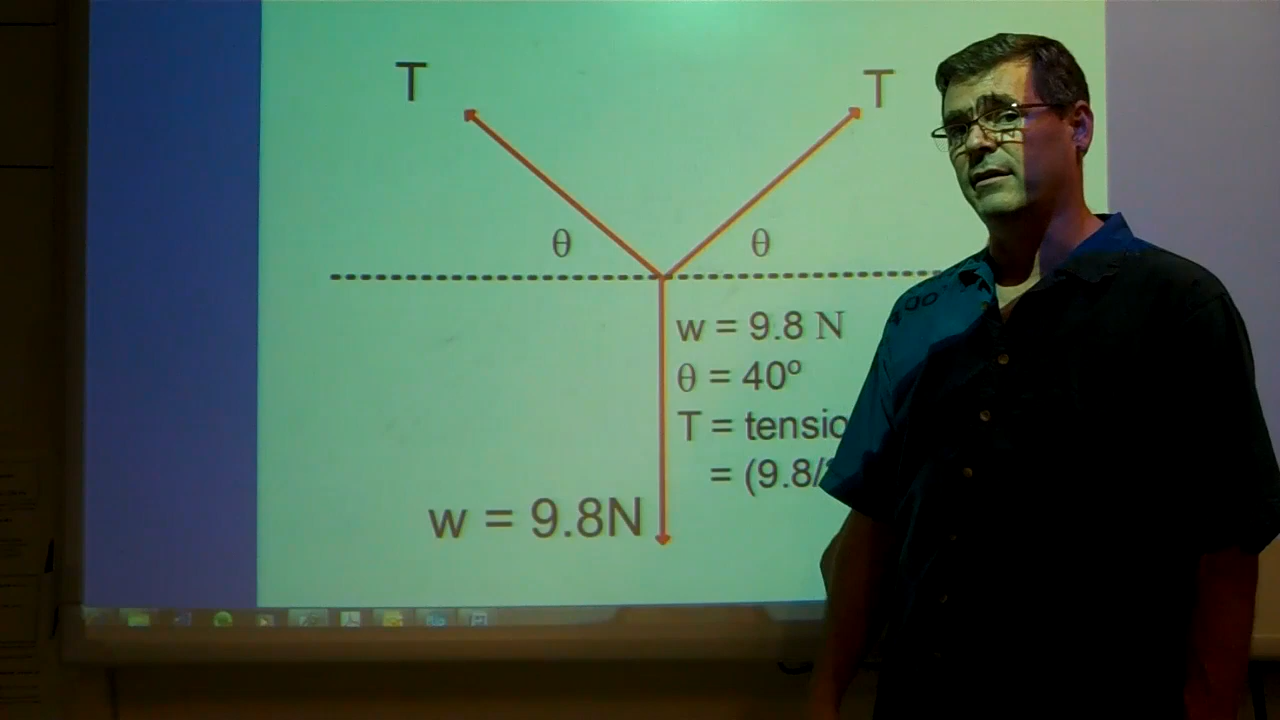 T
T
θ
θ
w = 9.8 N
θ = 40º
T = tensio
= (9.8/
w = 9.8N